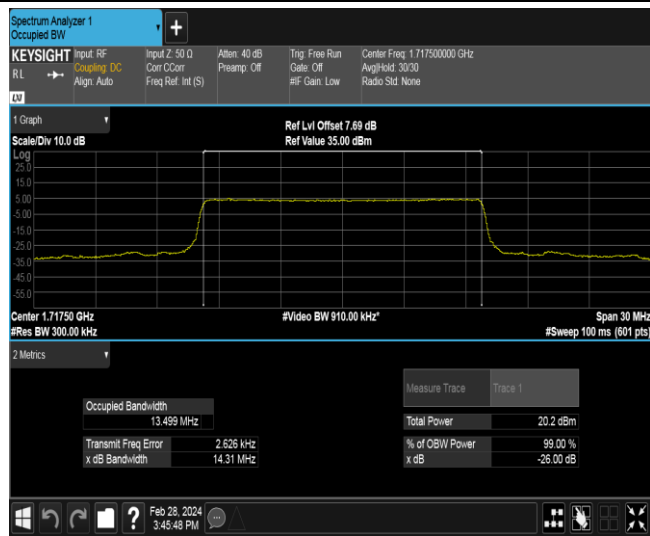 Spectrum Analyzer 1
Occupied BW
+
KEYSIGHT Input: RF Input Z: 50 Ω Atten: 40 dB Trig: Free Run Center Freq: 1.717500000 GHz
RL Coupling: DC Corr CCorr Preamp: Off Gate: Off Avg|Hold: 30/30
Align: Auto Freq Ref: Int (S) #IF Gain: Low Radio Std: None
LXI
1 Graph
Ref Lvl Offset 7.69 dB
Scale/Div 10.0 dB Ref Value 35.00 dBm
Log
25.0
15.0
5.00
-5.00
-15.0
-25.0
-35.0
-45.0
-55.0
Center 1.71750 GHz #Video BW 910.00 kHz* Span 30 MHz
#Res BW 300.00 kHz #Sweep 100 ms (601 pts)
2 Metrics
Measure Trace Trace 1
Occupied Bandwidth
13.499 MHz Total Power 20.2 dBm
Transmit Freq Error 2.626 kHz % of OBW Power 99.00 %
x dB Bandwidth 14.31 MHz x dB -26.00 dB
? Feb 28, 2024
3:45:48 PM